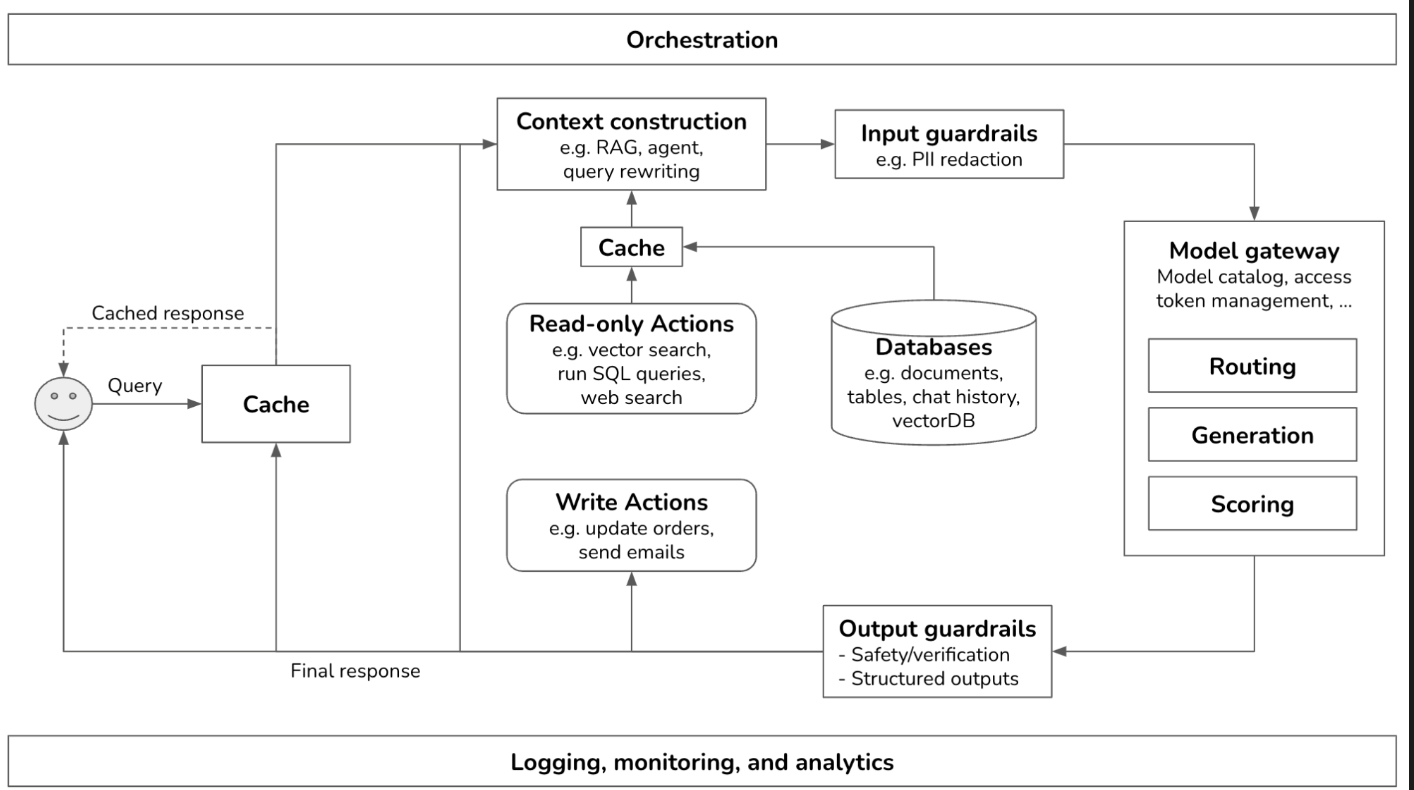 Orchestration
Context construction
e.g. RAG, agent,
query rewriting
Input guardrails
e.g. PII redaction
Cache
Model gateway
Model catalog, access
token management, ...
Routing
Generation
Scoring
Cached response
Query
Cache
Read-only Actions
e.g. vector search,
run SQL queries,
web search
Databases
e.g. documents,
tables, chat history,
vectorDB
Write Actions
e.g. update orders,
send emails
Output guardrails
- Safety/verification
- Structured outputs
Final response
Logging, monitoring, and analytics